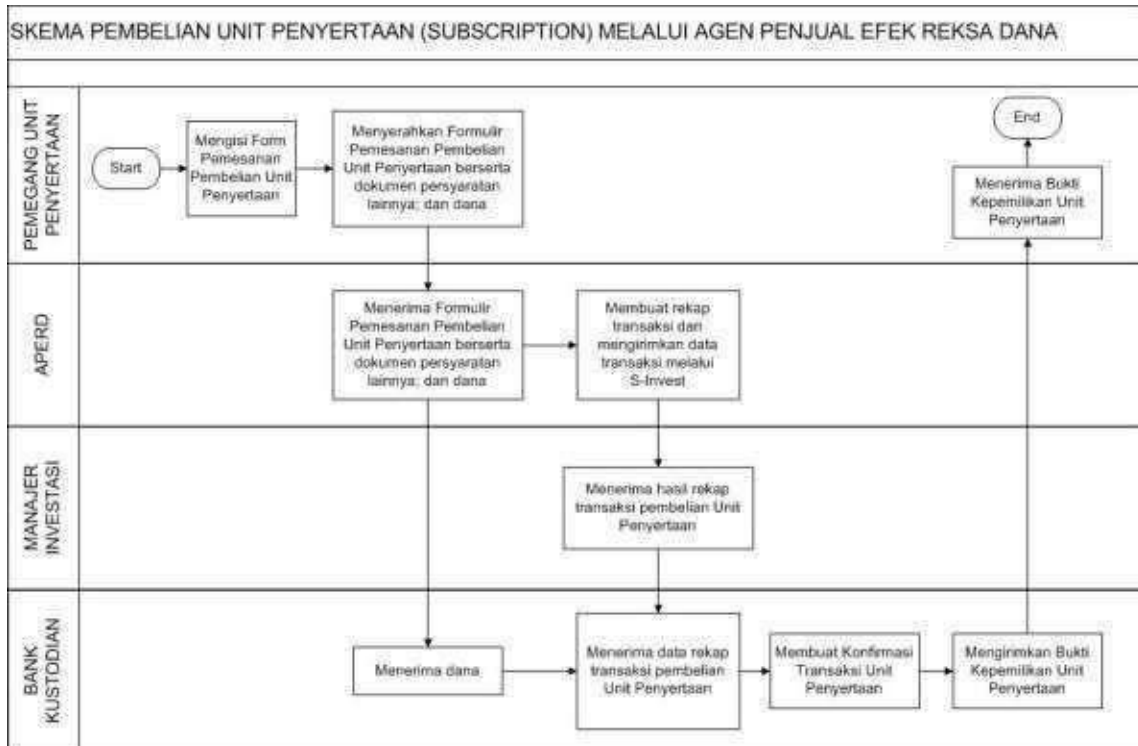 SKEMA PEMBELIAN UNIT PENYERTAAN (SUBSCRIPTION) MELALUI AGEN PENJUAL EFEK REKSA DANA
PEMEGANG UNIT
PENYERTAAN
Start
Mengisi Form
Pemesanan
Pembelian Unit
Penyertaan
Menyerahkan Formulir
Pemesanan Pembelian
Unit Penyertaan berserta
dokumen persyaratan
lainnya; dan dana
End
Menerima Bukti
Kepemilikan Unit
Penyertaan
APERD
Menerima Formulir
Pemesanan Pembelian
Unit Penyertaan berserta
dokumen persyaratan
lainnya; dan dana
Membuat rekap
transaksi dan
mengirimkan data
transaksi melalui
S-Invest
MANAJER
INVESTASI
Menerima hasil rekap
transaksi pembelian Unit
Penyertaan
BANK
KUSTODIAN
Menerima dana
Menerima data rekap
transaksi pembelian
Unit Penyertaan
Membuat Konfirmasi
Transaksi Unit
Penyertaan
Mengirimkan Bukti
Kepemilikan Unit
Penyertaan